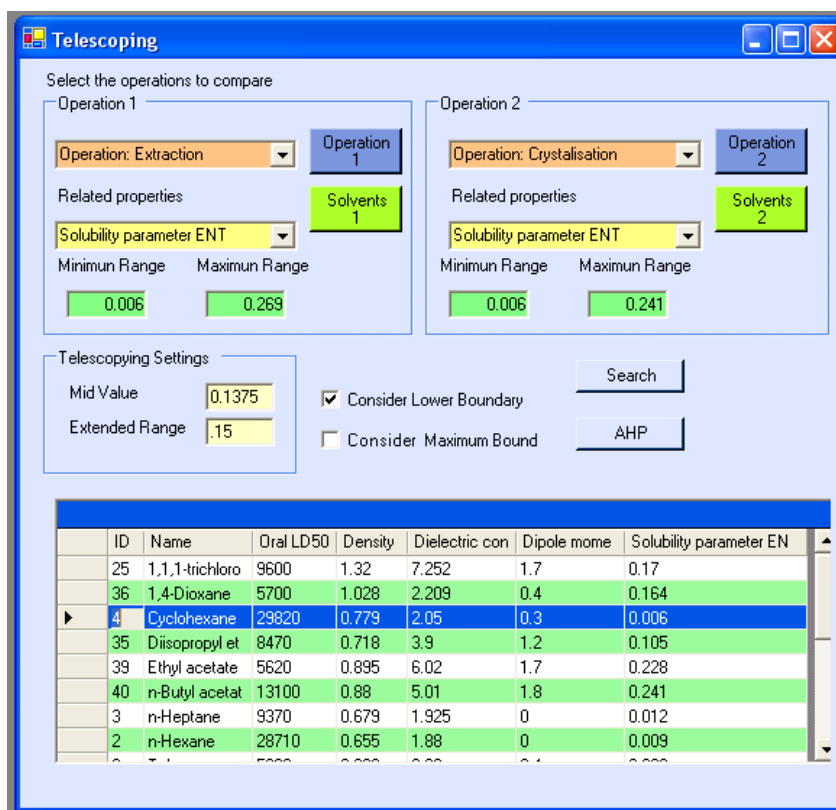 Telescoping
Select the operations to compare
Operation 1
Operation: Extraction
Operation 1
Related properties
Solvents 1
Solubility parameter ENT
Minimun Range Maximun Range
0.006 0.269
Operation 2
Operation: Crystalisation
Operation 2
Related properties
Solvents 2
Solubility parameter ENT
Minimun Range Maximun Range
0.006 0.241
Telescopying Settings
Mid Value 0.1375
Extended Range .15
Consider Lower Boundary
Consider Maximum Bound
Search
AHP
ID Name Oral LD50 Density Dielectric con Dipole mome Solubility parameter EN
25 1,1,1-trichloro 9600 1.32 7.252 1.7 0.17
36 1,4-Dioxane 5700 1.028 2.209 0.4 0.164
4 Cyclohexane 29820 0.779 2.05 0.3 0.006
35 Diisopropyl et 8470 0.718 3.9 1.2 0.105
39 Ethyl acetate 5620 0.895 6.02 1.7 0.228
40 n-Butyl acetat 13100 0.88 5.01 1.8 0.241
3 n-Heptane 9370 0.679 1.925 0 0.012
2 n-Hexane 28710 0.655 1.88 0 0.009